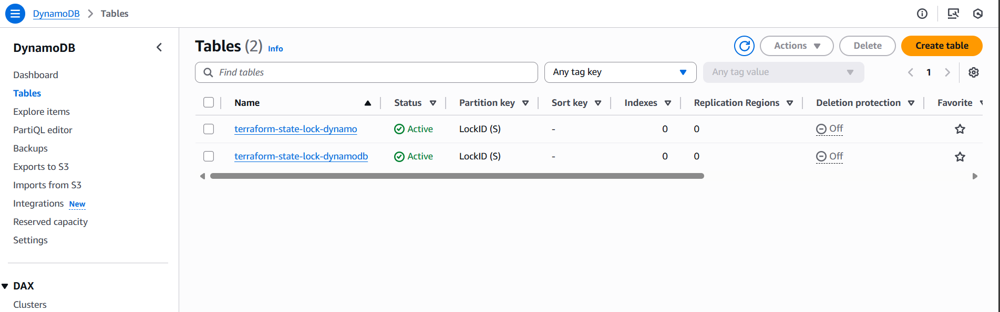 DynamoDB > Tables
DynamoDB
Dashboard
Tables
Explore items
PartiQL editor
Backups
Exports to S3
Imports from S3
Integrations New
Reserved capacity
Settings
DAX
Clusters
Tables (2) Info
Actions Delete Create table
Find tables Any tag key Any tag value 1
Name Status Partition key Sort key Indexes Replication Regions Deletion protection Favorite
terraform-state-lock-dynamo Active LockID (S) - 0 0 Off
terraform-state-lock-dynamodb Active LockID (S) - 0 0 Off